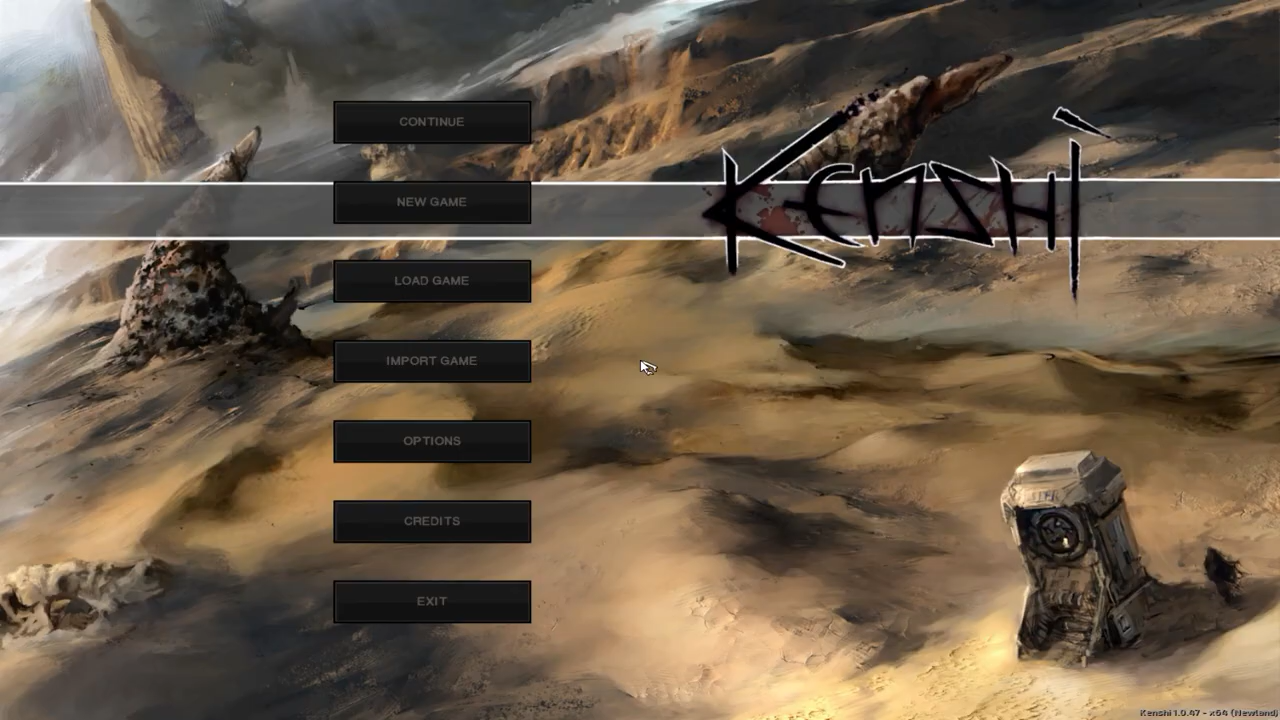 KENSHI
CONTINUE
NEW GAME
LOAD GAME
IMPORT GAME
OPTIONS
CREDITS
EXIT
Kenshi 1.0.47 - x64 (Newland)